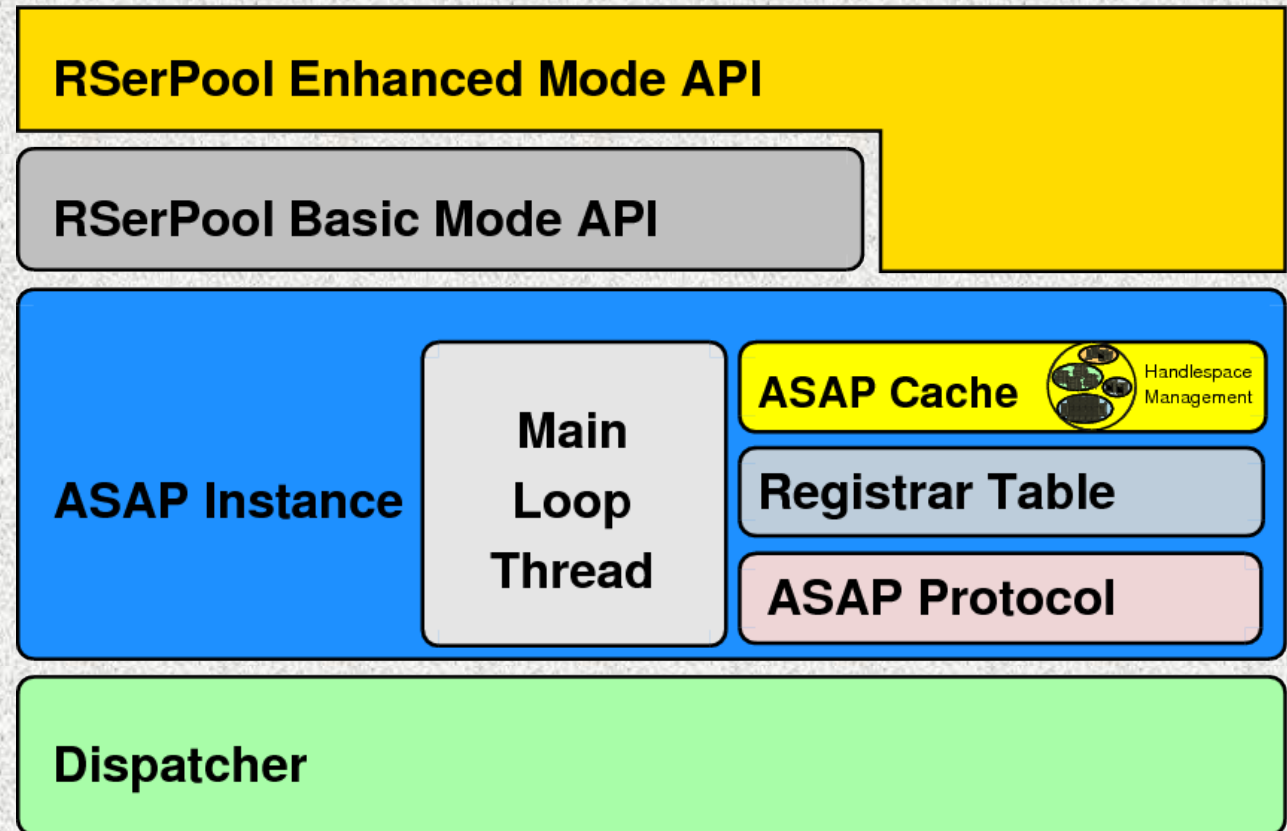 RSerPool Enhanced Mode API
RSerPool Basic Mode API
ASAP Instance
Main
Loop
Thread
ASAP Cache
Handlespace
Management
Registrar Table
ASAP Protocol
Dispatcher